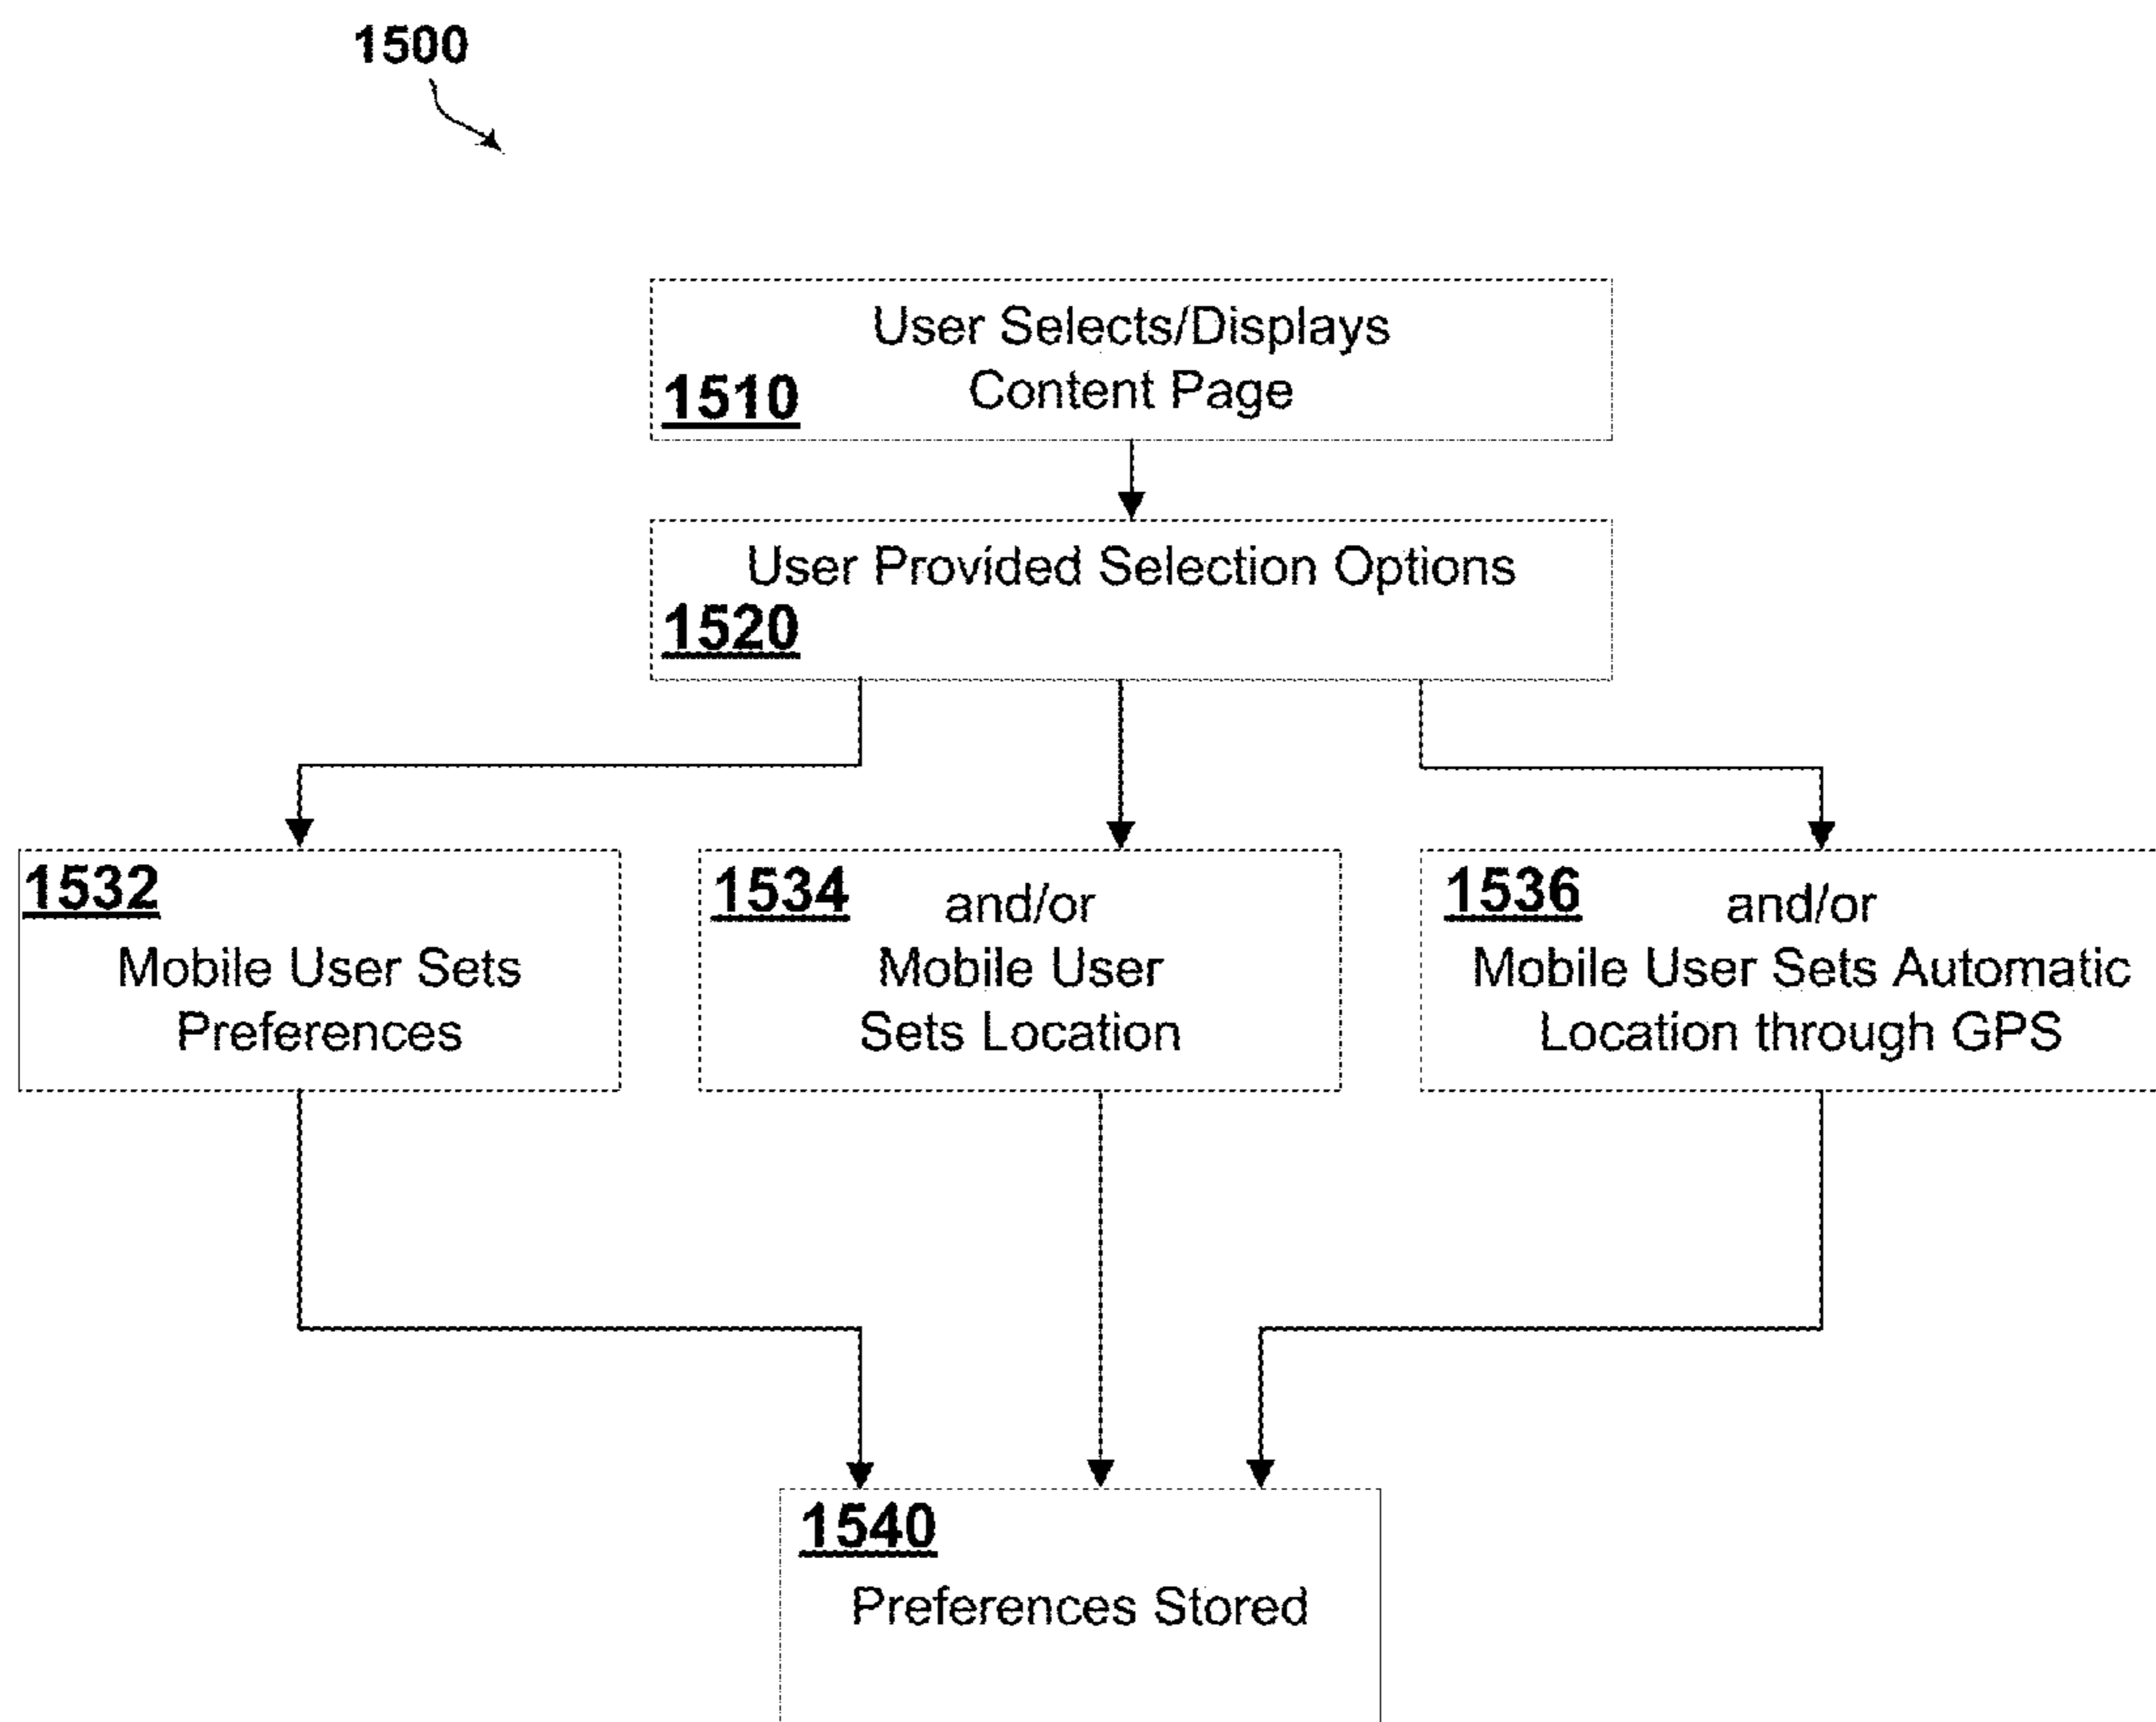 1500
User Selects/Displays
1510 Content Page
User Provided Selection Options
1520
1532
Mobile User Sets
Preferences
1534 and/or
Mobile User
Sets Location
1536 and/or
Mobile User Sets Automatic
Location through GPS
1540
Preferences Stored